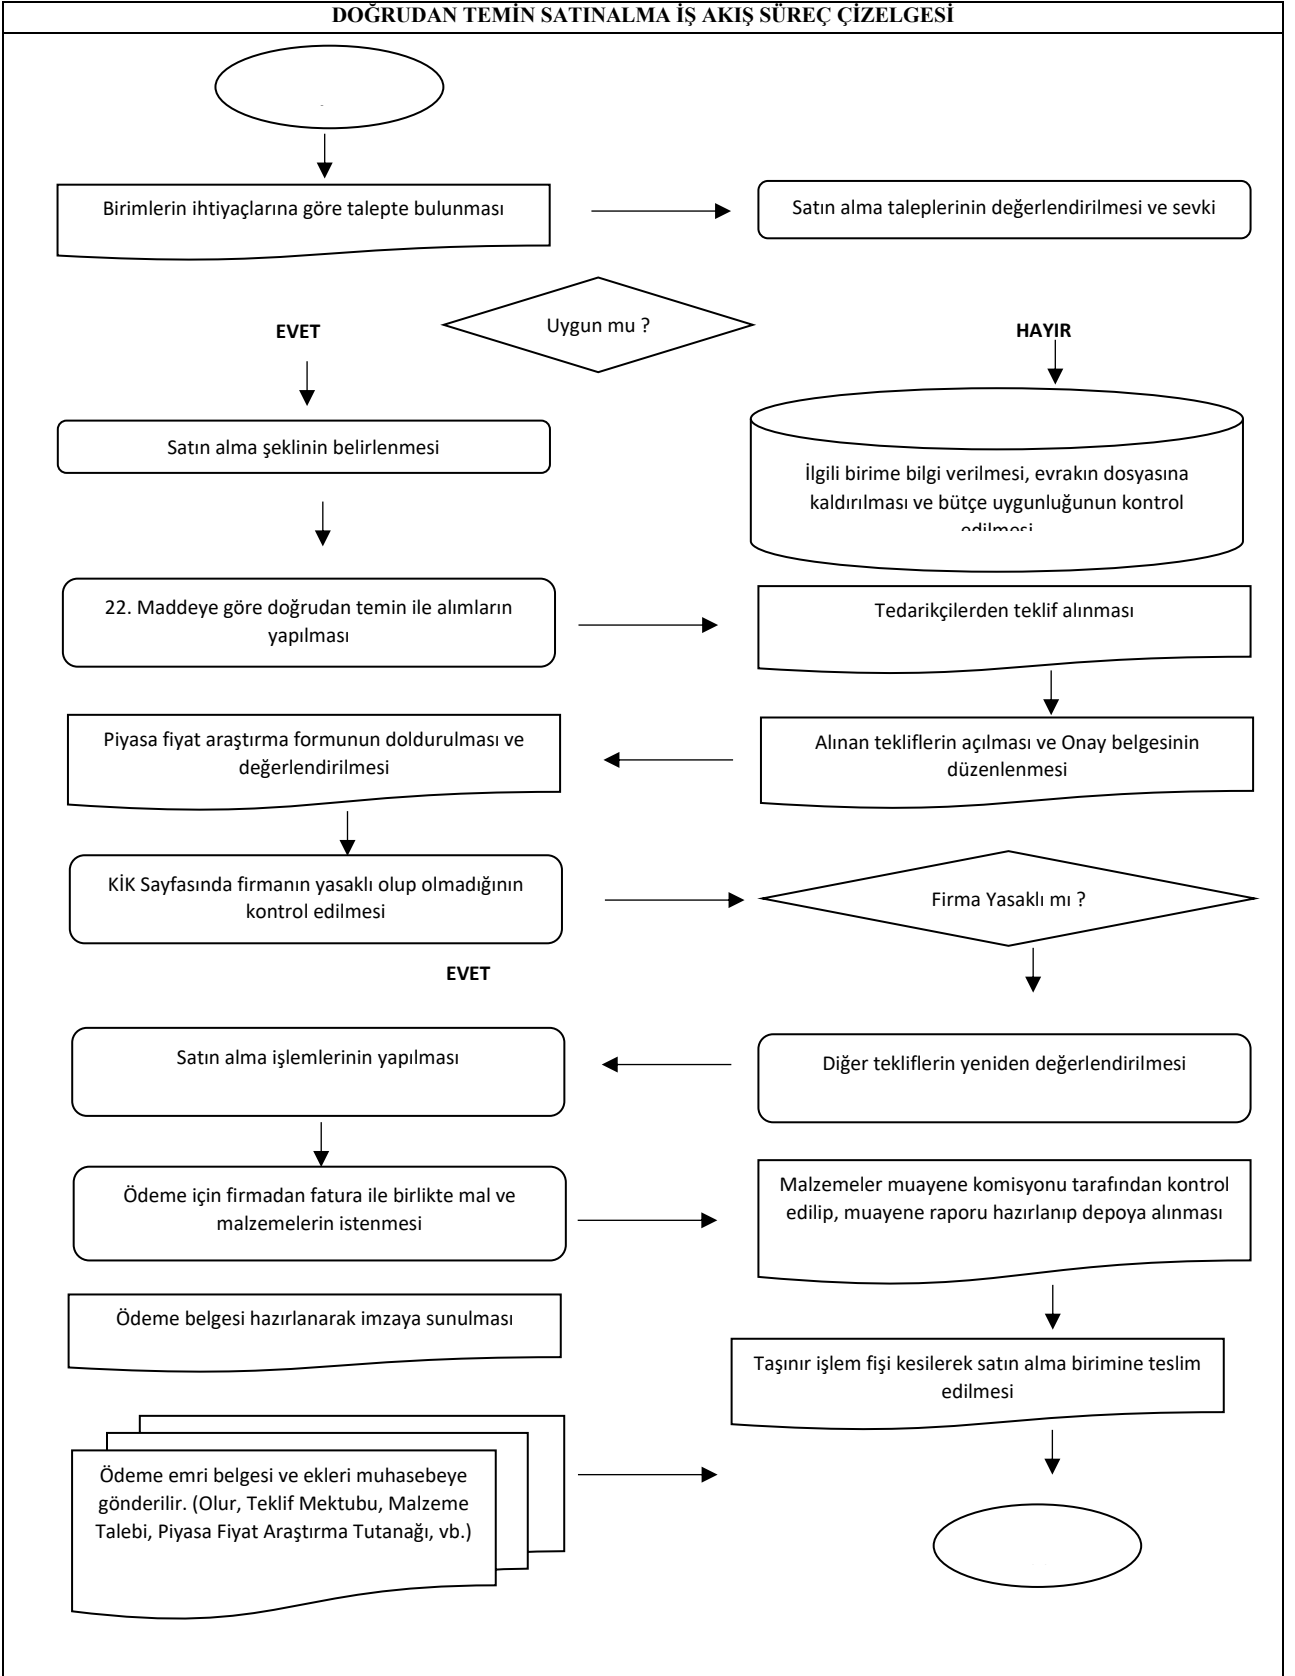 DOĞRUDAN TEMİN SATINALMA İŞ AKIŞ SÜREÇ ÇİZELGESİ
Birimlerin ihtiyaçlarına göre talepte bulunması
Satın alma taleplerinin değerlendirilmesi ve sevki
Uygun mu ?
EVET
HAYIR
Satın alma şeklinin belirlenmesi
İlgili birime bilgi verilmesi, evrakın dosyasına
kaldırılması ve bütçe uygunluğunun kontrol
edilmesi
22. Maddeye göre doğrudan temin ile alımların
yapılması
Tedarikçilerden teklif alınması
Piyasa fiyat araştırma formunun doldurulması ve
değerlendirilmesi
Alınan tekliflerin açılması ve Onay belgesinin
düzenlenmesi
KİK Sayfasında firmanın yasaklı olup olmadığının
kontrol edilmesi
Firma Yasaklı mı ?
EVET
Satın alma işlemlerinin yapılması
Diğer tekliflerin yeniden değerlendirilmesi
Ödeme için firmadan fatura ile birlikte mal ve
malzemelerin istenmesi
Malzemeler muayene komisyonu tarafından kontrol
edilip, muayene raporu hazırlanıp depoya alınması
Ödeme belgesi hazırlanarak imzaya sunulması
Taşınır işlem fişi kesilerek satın alma birimine teslim
edilmesi
Ödeme emri belgesi ve ekleri muhasebeye
gönderilir. (Olur, Teklif Mektubu, Malzeme
Talebi, Piyasa Fiyat Araştırma Tutanağı, vb.)